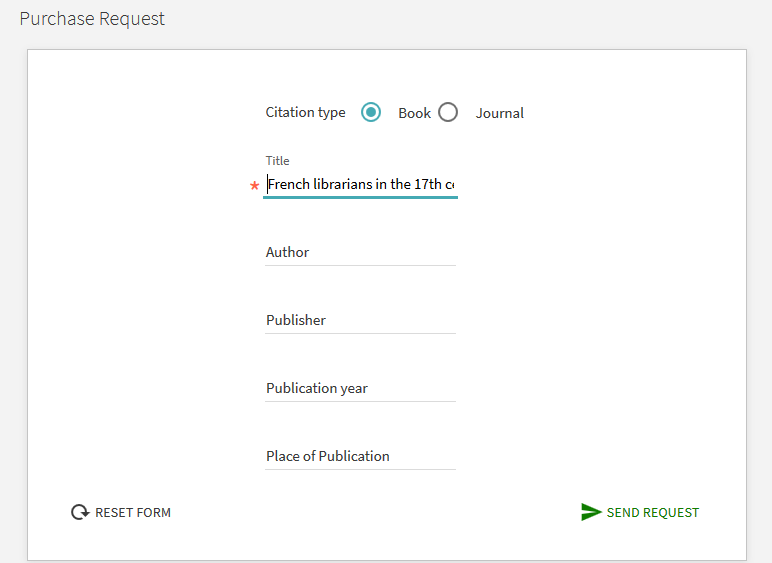 Purchase Request
Citation type Book Journal
Title
* French librarians in the 17th
Author
Publisher
Publication year
Place of Publication
RESET FORM SEND REQUEST